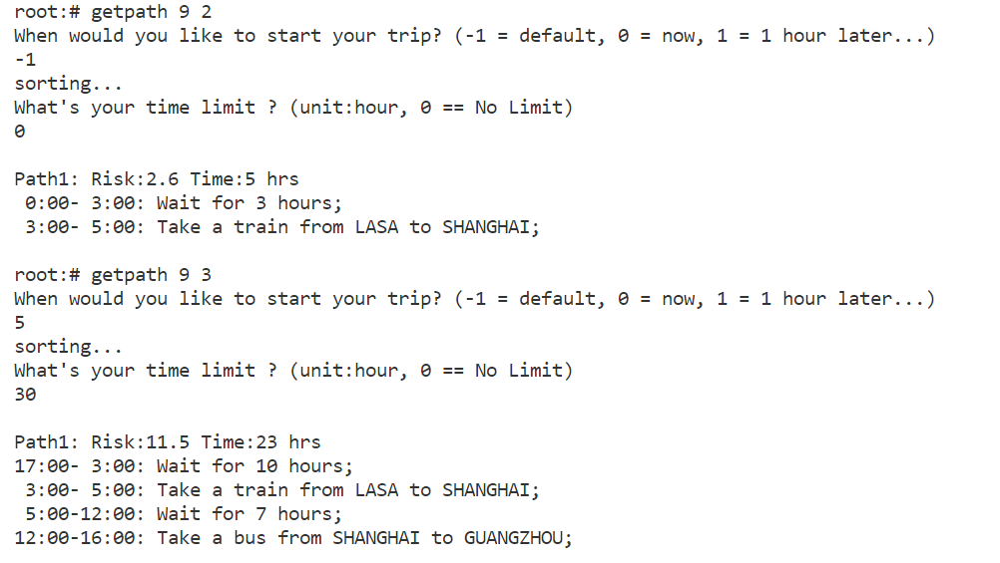 root:# getpath 9 2
When would you like to start your trip? (-1 = default, 0 = now, 1 = 1 hour later...)
-1
sorting...
What's your time limit ? (unit:hour, 0 == No Limit)
0
Path1: Risk:2.6 Time:5 hrs
 0:00- 3:00: Wait for 3 hours;
 3:00- 5:00: Take a train from LASA to SHANGHAI;
root:# getpath 9 3
When would you like to start your trip? (-1 = default, 0 = now, 1 = 1 hour later...)
5
sorting...
What's your time limit ? (unit:hour, 0 == No Limit)
30
Path1: Risk:11.5 Time:23 hrs
17:00- 3:00: Wait for 10 hours;
 3:00- 5:00: Take a train from LASA to SHANGHAI;
 5:00-12:00: Wait for 7 hours;
12:00-16:00: Take a bus from SHANGHAI to GUANGZHOU;